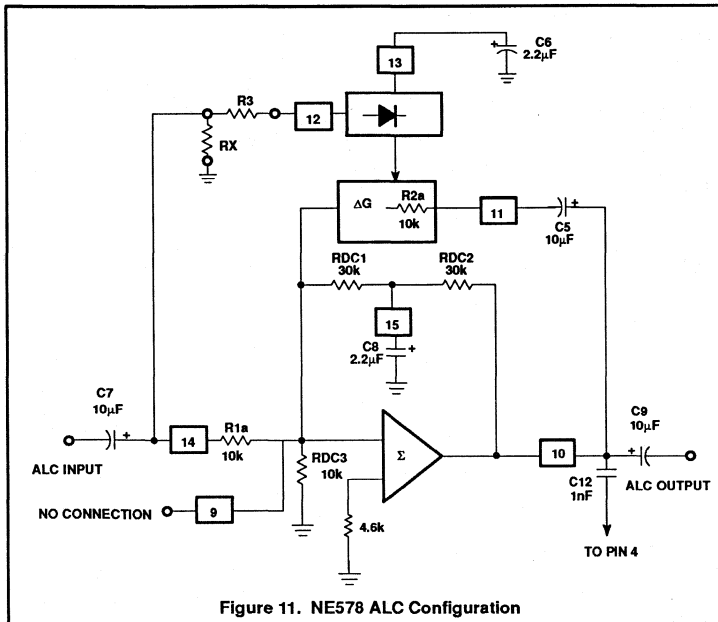 C6
2.2µF
13
R3
12
RX
ΔG
R2a
10k
11
C5
10µF
RDC1
30k
RDC2
30k
15
C8
2.2µF
C7
10µF
14
R1a
10k
ALC INPUT
RDC3
10k
Σ
10
C9
10µF
C12
1nF
ALC OUTPUT
NO CONNECTION
9
4.6k
TO PIN 4
Figure 11. NE578 ALC Configuration